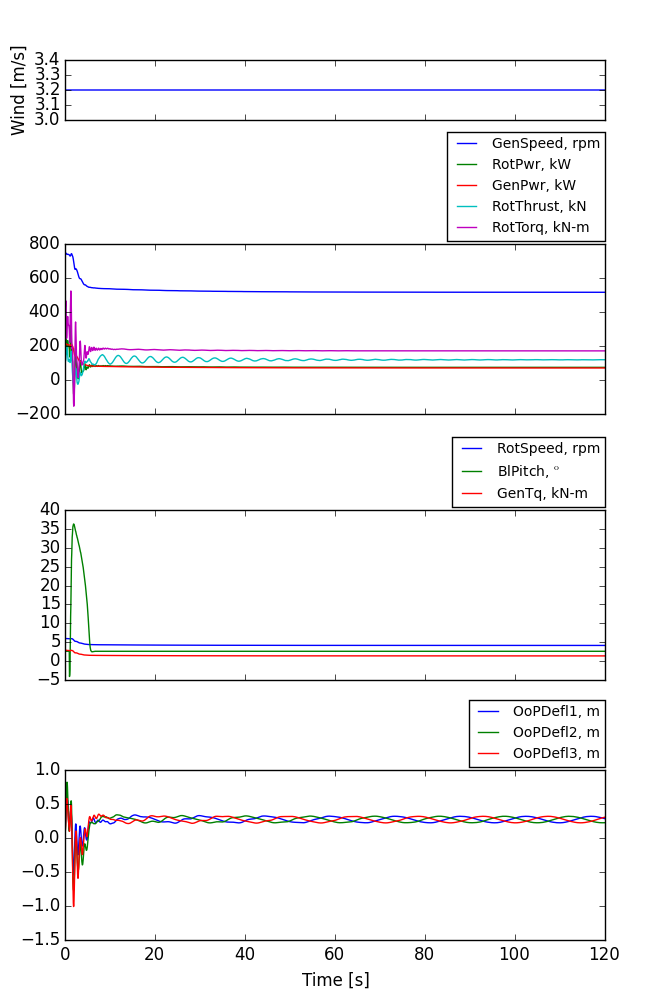 Wind [m/s]
3.4
3.3
3.2
3.1
3.0
GenSpeed, rpm
RotPwr, kW
GenPwr, kW
RotThrust, kN
RotTorq, kN-m
800
600
400
200
0
−200
RotSpeed, rpm
BlPitch, °
GenTq, kN-m
40
35
30
25
20
15
10
5
0
−5
OoPDefl1, m
OoPDefl2, m
OoPDefl3, m
1.0
0.5
0.0
−0.5
−1.0
−1.5
0 20 40 60 80 100 120
Time [s]